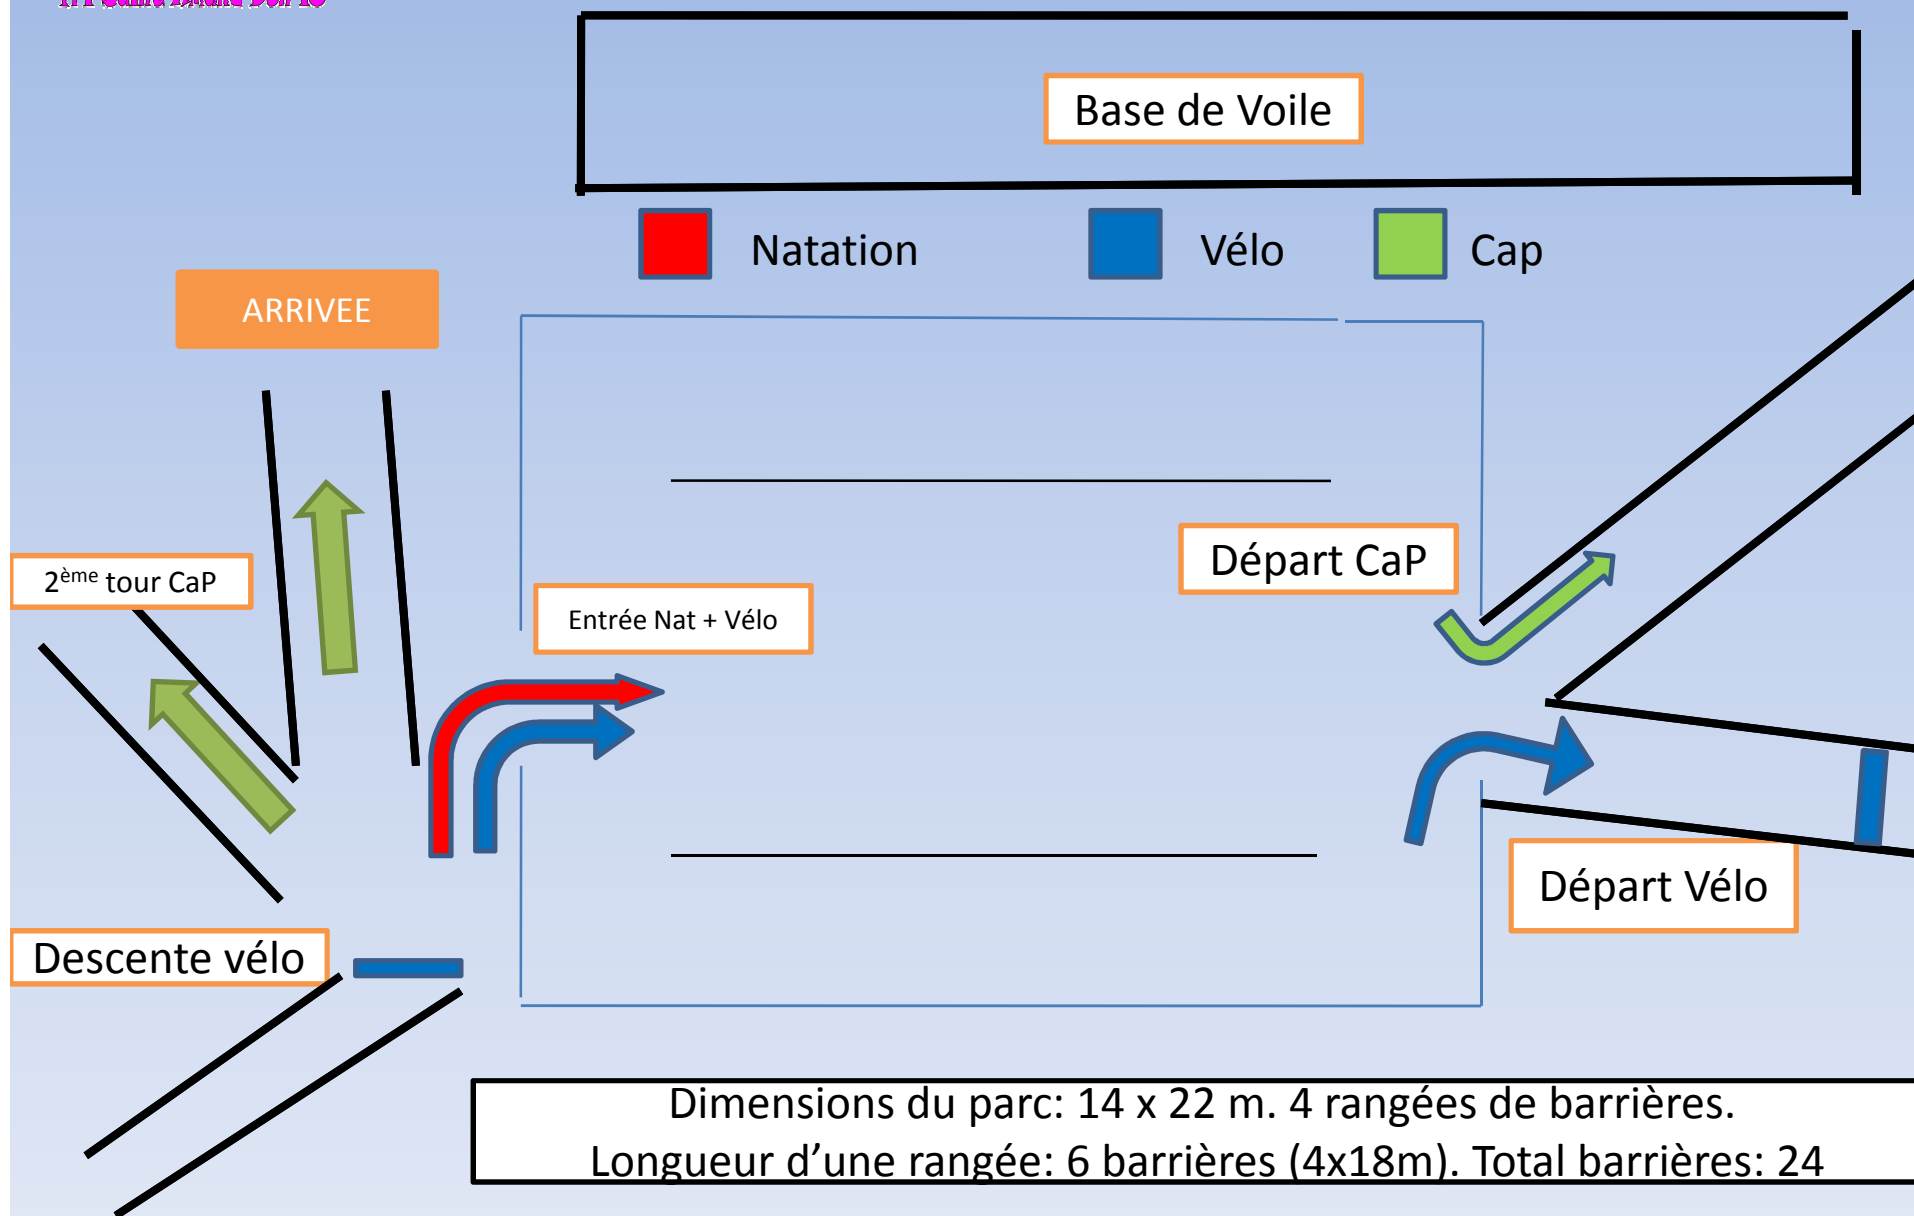 Base de Voile
Natation
Vélo
Cap
ARRIVEE
Départ CaP
2ème tour CaP
Entrée Nat + Vélo
Départ Vélo
Descente vélo
Dimensions du parc: 14 x 22 m. 4 rangées de barrières.
Longueur d’une rangée: 6 barrières (4x18m). Total barrières: 24